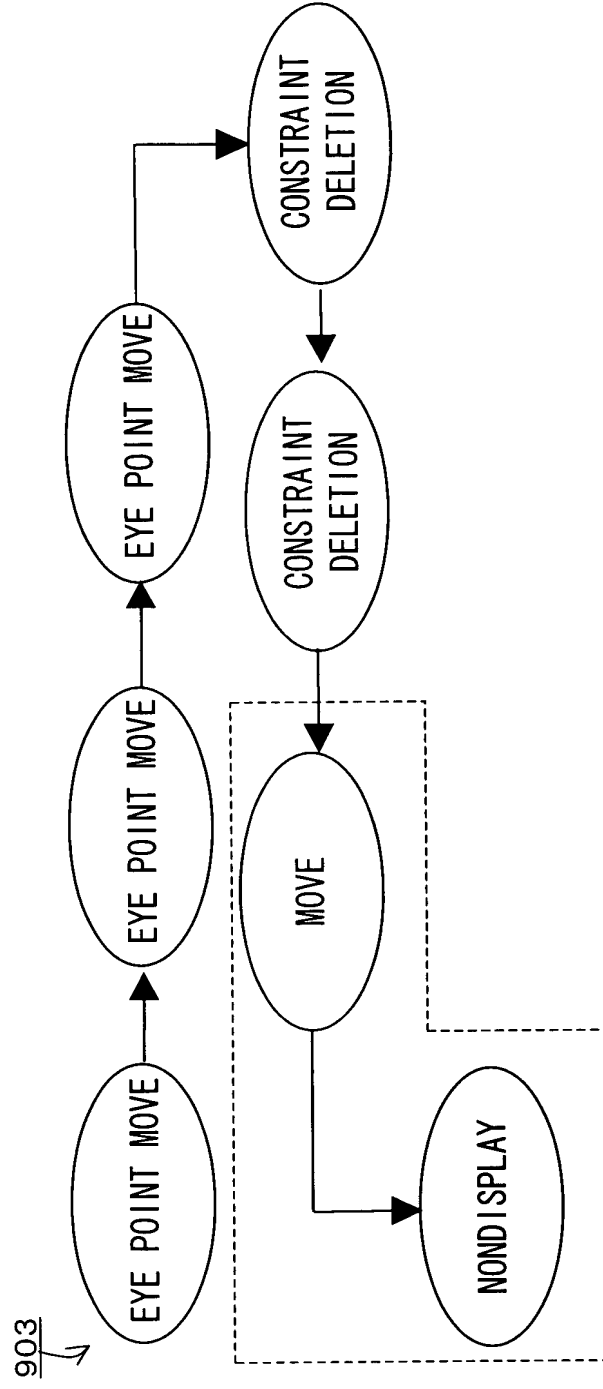 903
EYE POINT MOVE
EYE POINT MOVE
EYE POINT MOVE
CONSTRAINT
DELETION
CONSTRAINT
DELETION
MOVE
NONDISPLAY